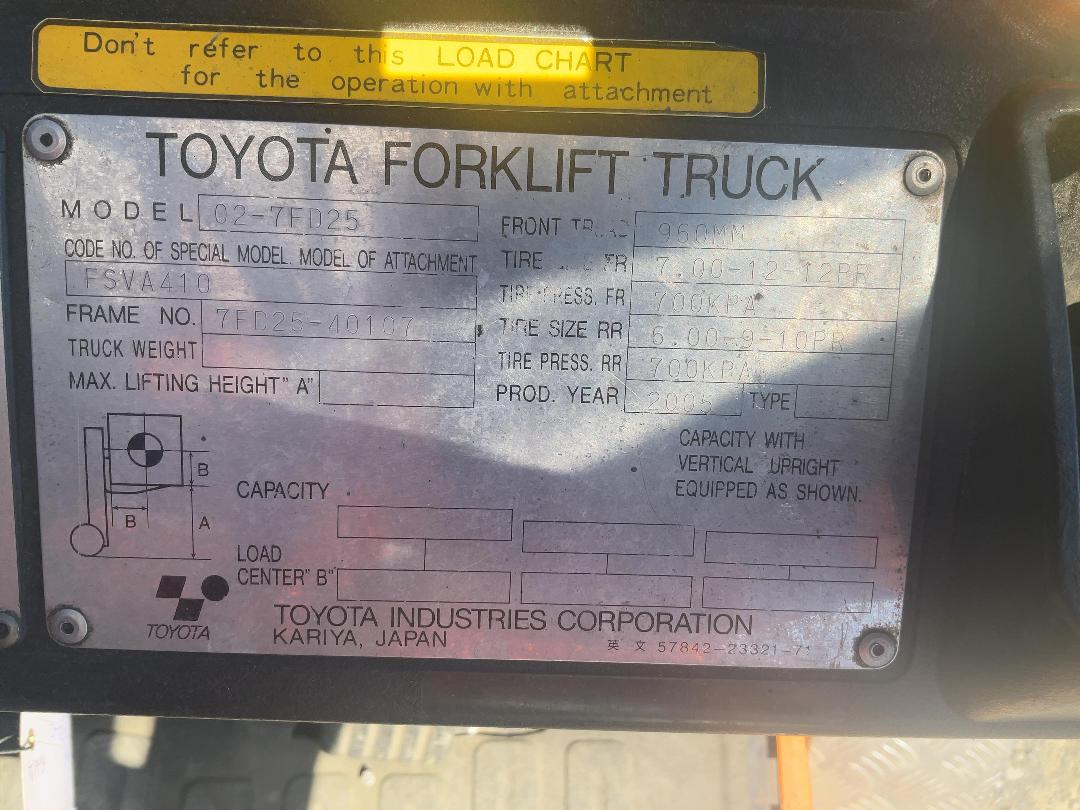 Don't refer to this LOAD CHART
for the operation with attachment
TOYOTA FORKLIFT TRUCK
MODEL 02-7FD25
CODE NO. OF SPECIAL MODEL. MODEL OF ATTACHMENT
FSVA410
FRAME NO. 7FD25-40107
TRUCK WEIGHT
MAX. LIFTING HEIGHT"A"
FRONT TREAD 960MM
TIRE FR 7.00-12-12PR
TIRE PRESS. FR 700KPA
TIRE SIZE RR 6.00-9-10PR
TIRE PRESS. RR 700KPA
PROD. YEAR 2005 TYPE
CAPACITY WITH
VERTICAL UPRIGHT
EQUIPPED AS SHOWN.
B
B A
CAPACITY
LOAD
CENTER"B"
TOYOTA
TOYOTA INDUSTRIES CORPORATION
KARIYA, JAPAN
英 文 57842-23321-71